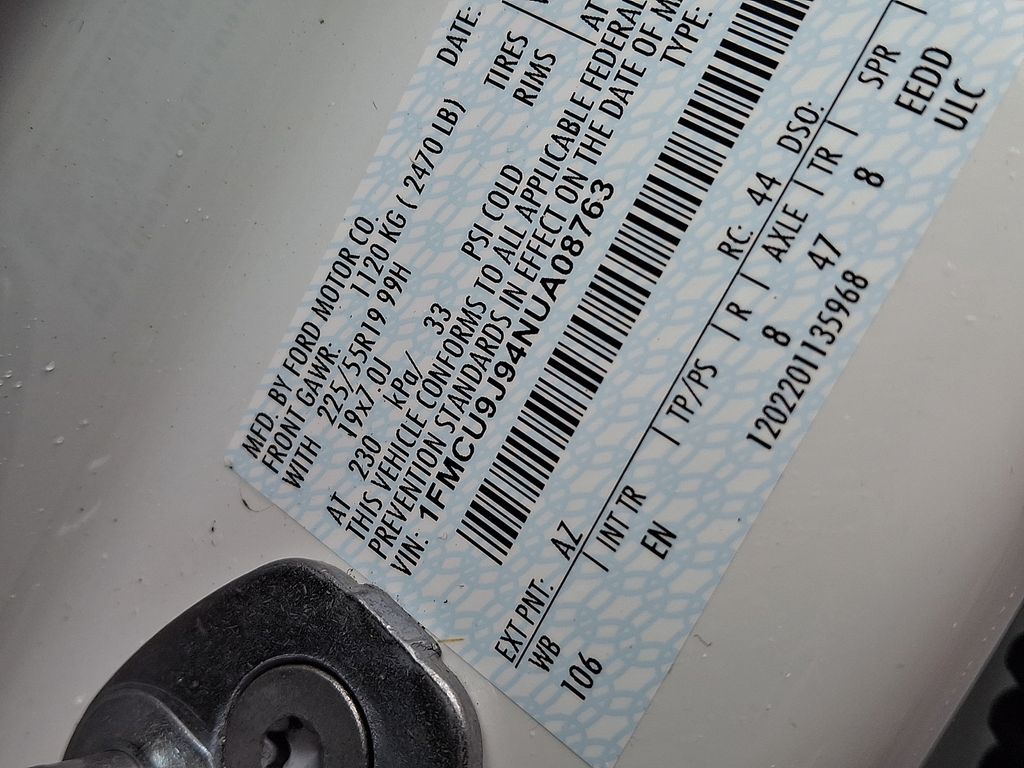 MFD. BY FORD MOTOR CO.
DATE:
FRONT GAWR: 1120 KG ( 2470 LB)
WITH 225/55R19 99H TIRES
19x7.0J RIMS
AT 230 kPa/ 33 PSI COLD AT
THIS VEHICLE CONFORMS TO ALL APPLICABLE FEDERAL
PREVENTION STANDARDS IN EFFECT ON THE DATE OF
VIN: 1FMCU9J94NUA08763
TYPE:
EXT PNT: AZ RC: 44 DSO:
WB INT TR TP/PS R AXLE TR SPR
106 EN 8 47 8 EEDD
1202201135968 ULC